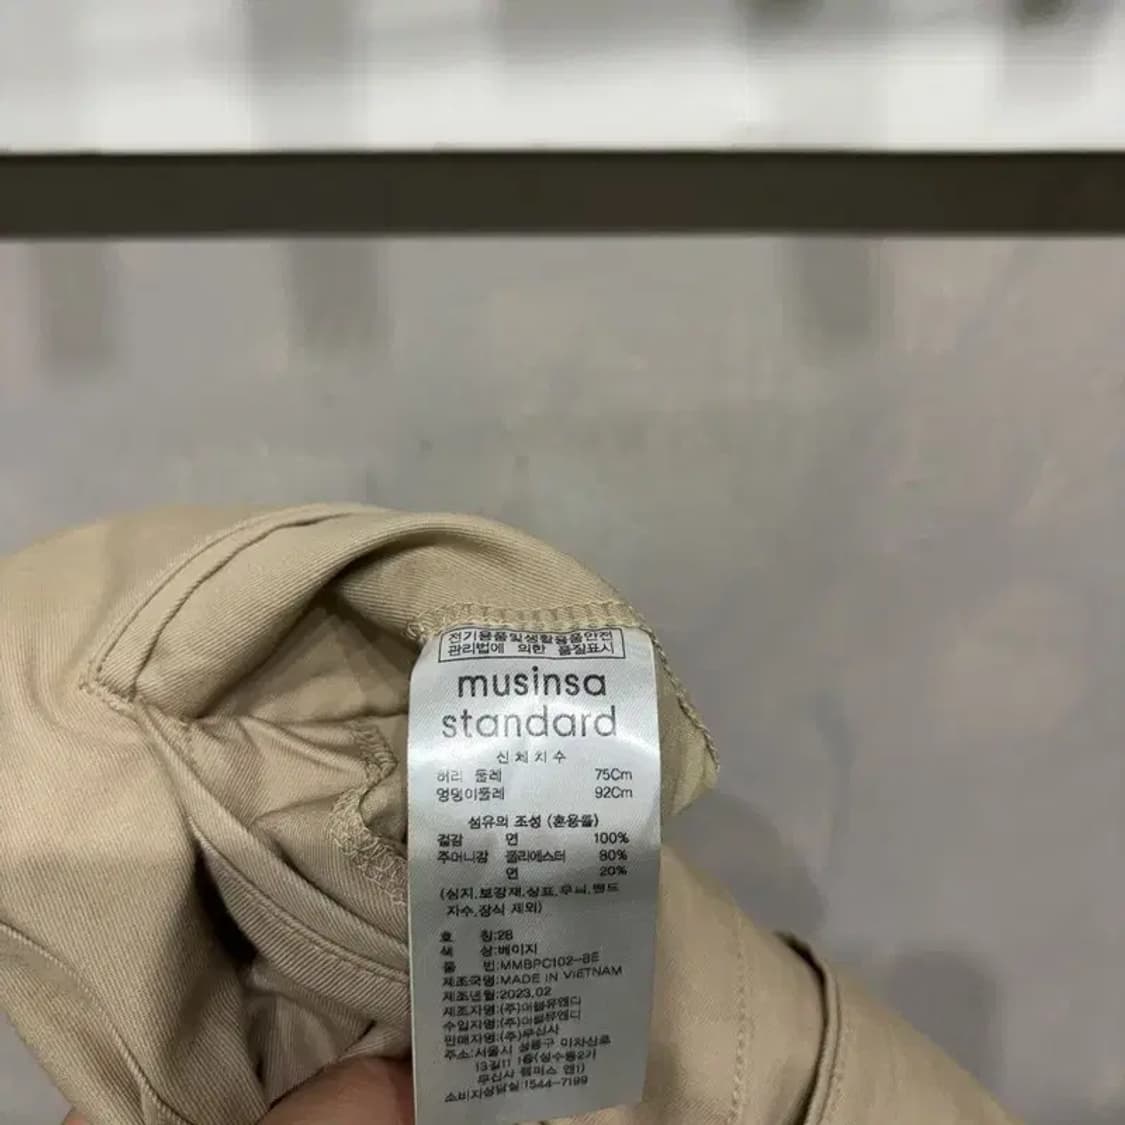 전기용품및생활용품안전
관리법에 의한 품질표시
musinsa
standard
신체치수
허리 둘레 75Cm
엉덩이둘레 92Cm
섬유의 조성 (혼용률)
겉감 면 100%
주머니감 폴리에스터 80%
면 20%
(심지,보강재,상표,무늬,밴드
자수,장식 제외)
호 칭:28
색 상:베이지
품 번:MMBPC102-BE
제조국명:MADE IN VIETNAM
제조년월:2023.02
제조자명:(주)더블유앤디
수입자명:(주)더블유앤디
판매자명:(주)무신사
주소:서울시 성동구 아차산로
13길11 1층(성수동2가
무신사 캠퍼스 엔1)
소비자상담실:1544-7199